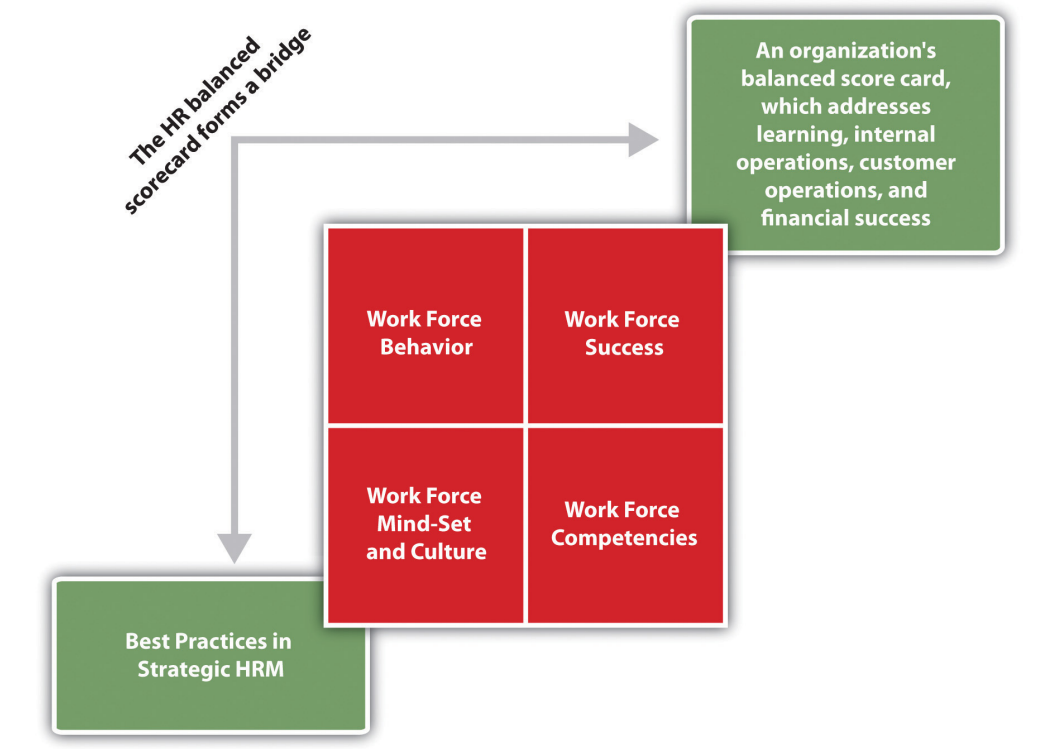 The HR balanced
scorecard forms a bridge
An organization's
balanced score card,
which addresses
learning, internal
operations, customer
operations, and
financial success
Work Force
Behavior
Work Force
Success
Work Force
Mind-Set
and Culture
Work Force
Competencies
Best Practices in
Strategic HRM